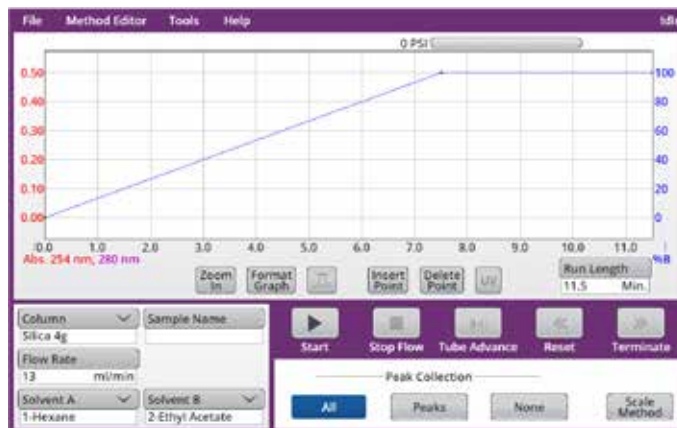 File Method Editor Tools Help Idle
0 PSI
0.50 100
0.40 80
0.30 60
0.20 40
0.10 20
0.00 0
0.0 1.0 2.0 3.0 4.0 5.0 6.0 7.0 8.0 9.0 10.0 11.0
Abs. 254 nm, 280 nm %B
Zoom In
Format Graph
Insert Point
Delete Point
UV
Run Length
11.5 Min.
Column
Silica 4g
Sample Name
Flow Rate
13 ml/min
Solvent A
1-Hexane
Solvent B
2-Ethyl Acetate
Start Stop Flow Tube Advance Reset Terminate
Peak Collection
All Peaks None
Scale Method